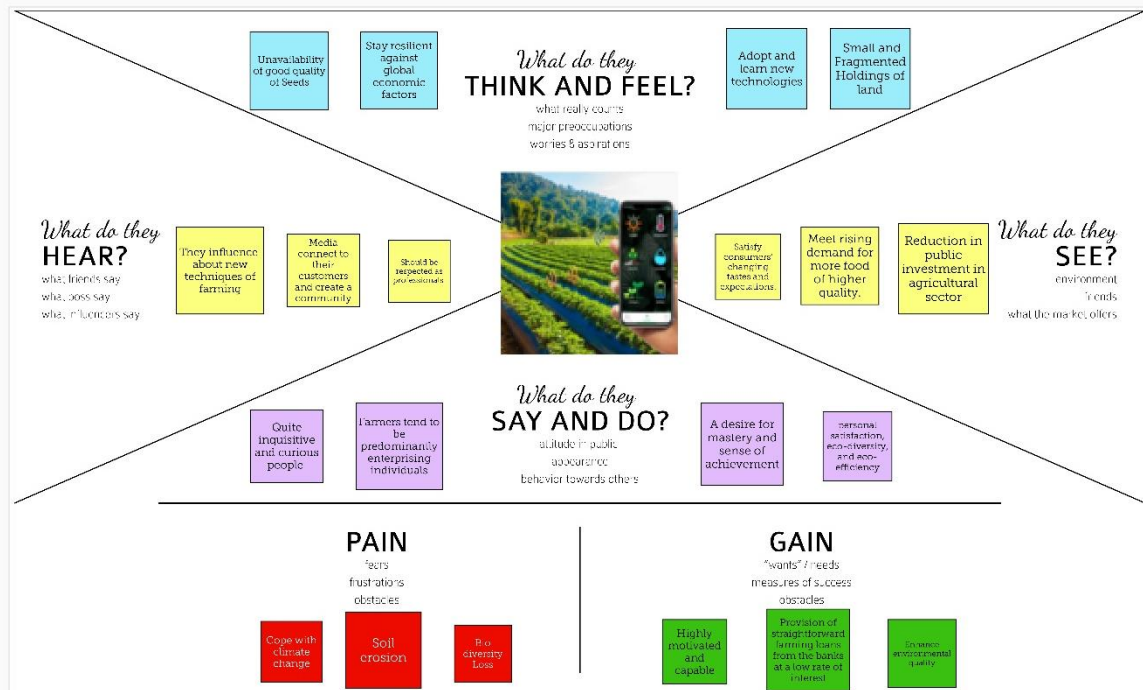 What do they
THINK AND FEEL?
what really counts
major preoccupations
worries & aspirations
Unavailability
of good quality
of Seeds
Stay resilient
against
global
economic
factors
Adopt and
learn new
technologies
Small and
Fragmented
Holdings of
land
What do they
HEAR?
what friends say
what boss say
what influencers say
They influence
about new
techniques of
farming
Media
connect to
their
customers
and create a
community
Should be
respected as
professionals
Satisfy
consumers'
changing
tastes and
expectations.
Meet rising
demand for
more food
of higher
quality.
Reduction in
public
investment in
agricultural
sector
What do they
SEE?
environment
friends
what the market offers
What do they
SAY AND DO?
attitude in public
appearance
behavior towards others
Quite
inquisitive
and curious
people
Farmers tend to
be
predominantly
enterprising
individuals
A desire for
mastery and
sense of
achievement
personal
satisfaction,
eco-diversity,
and eco-
efficiency
PAIN
fears
frustrations
obstacles
Cope with
climate
change
Soil
erosion
Bio
diversity
Loss
GAIN
"wants" / needs
measures of success
obstacles
Highly
motivated
and
capable
Provision of
straightforward
farming loans
from the banks
at a low rate of
interest
Enhance
environmental
quality